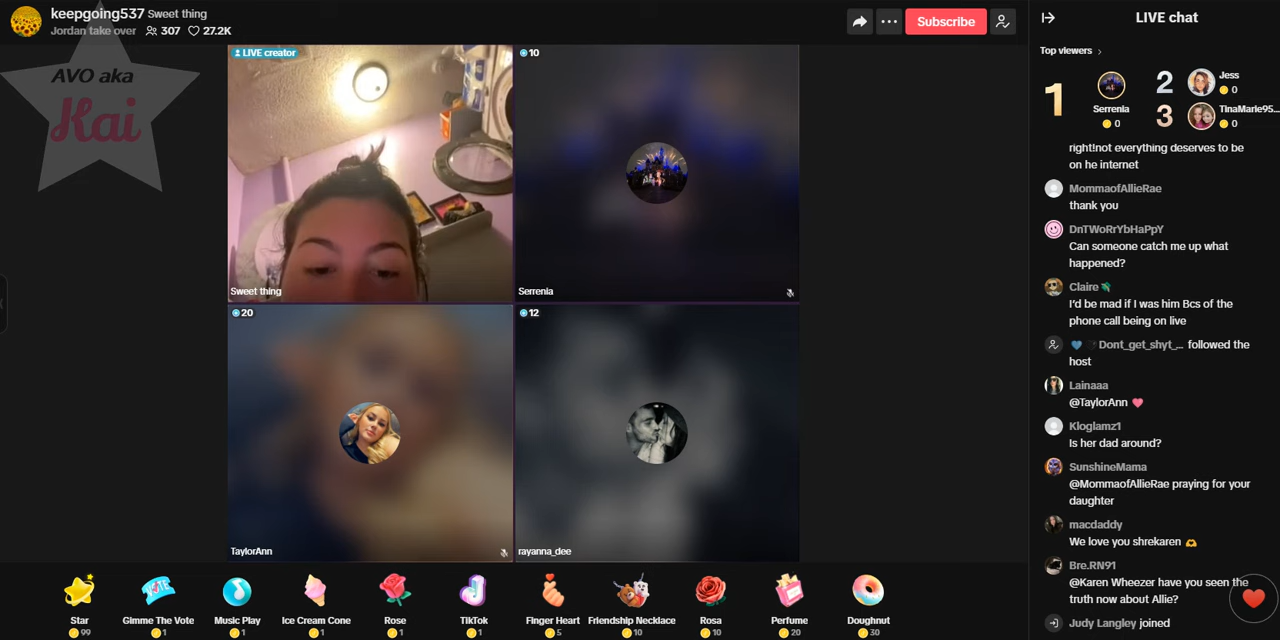 keepgoing537 Sweet thing
Jordan take over 307 27.2K
Subscribe
AVO aka
Kai
LIVE creator
Sweet thing
10
Serrenia
20
TaylorAnn
12
rayanna_dee
Star
99
Gimme The Vote
1
Music Play
1
Ice Cream Cone
1
Rose
1
TikTok
1
Finger Heart
5
Friendship Necklace
10
Rosa
10
Perfume
20
Doughnut
30
LIVE chat
Top viewers
1
Serrenia
0
2
Jess
0
3
TinaMarie95...
0
right!not everything deserves to be
on he internet
MommaofAllieRae
thank you
DnTWoRrYbHaPpY
Can someone catch me up what
happened?
Claire
I'd be mad if I was him Bcs of the
phone call being on live
Dont_get_shyt_... followed the
host
Lainaaa
@TaylorAnn
Kloglamz1
Is her dad around?
SunshineMama
@MommaofAllieRae praying for your
daughter
macdaddy
We love you shrekaren
Bre.RN91
@Karen Wheezer have you seen the
truth now about Allie?
Judy Langley joined